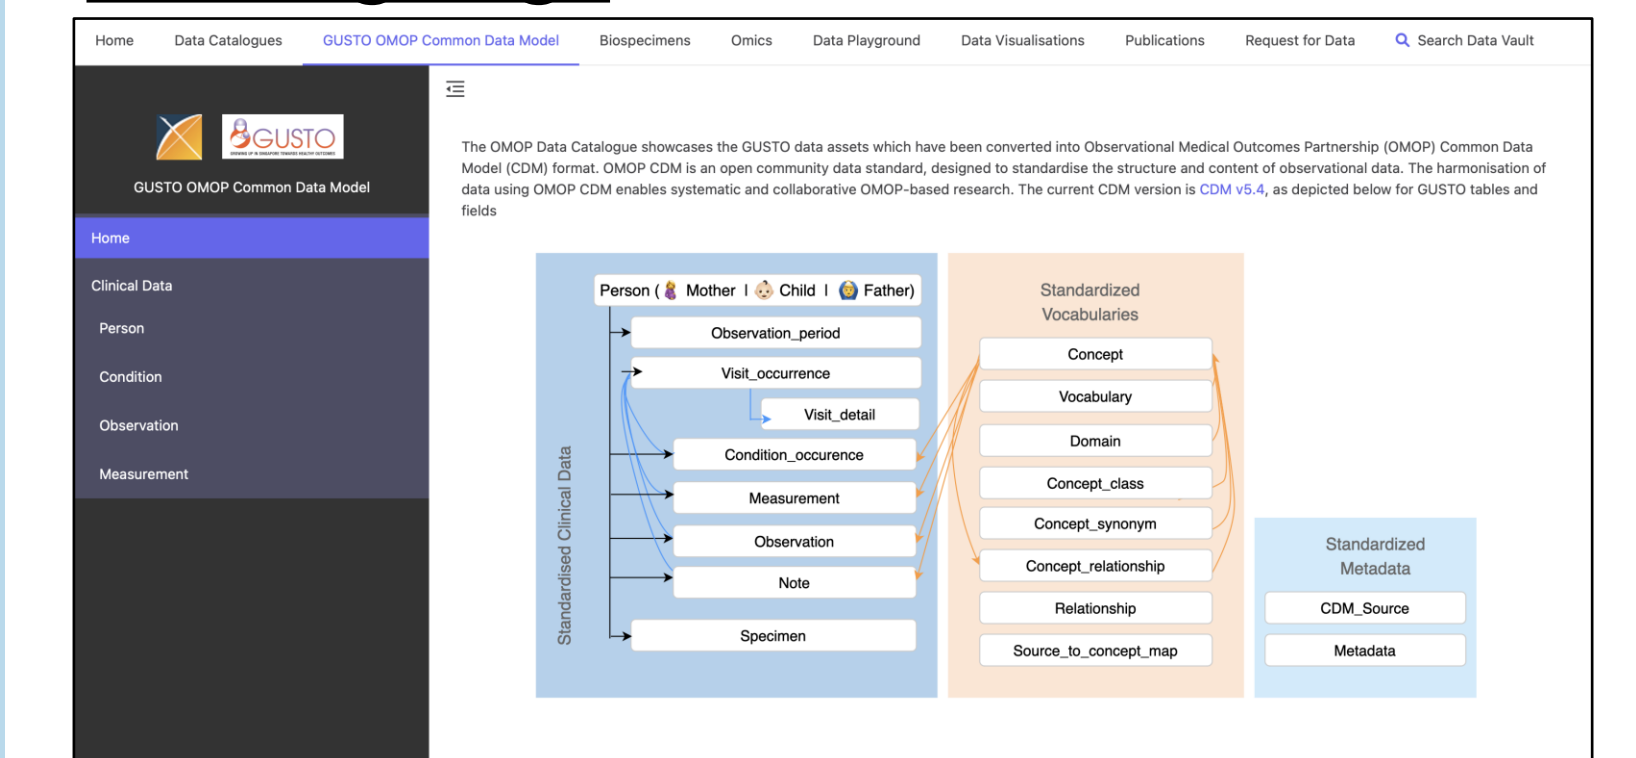 Home Data Catalogues GUSTO OMOP Common Data Model Biospecimens Omics Data Playground Data Visualisations Publications Request for Data Search Data Vault
GUSTO
GROWING UP IN SINGAPORE TOWARDS HEALTHY OUTCOMES
GUSTO OMOP Common Data Model
Home
Clinical Data
Person
Condition
Observation
Measurement
The OMOP Data Catalogue showcases the GUSTO data assets which have been converted into Observational Medical Outcomes Partnership (OMOP) Common Data
Model (CDM) format. OMOP CDM is an open community data standard, designed to standardise the structure and content of observational data. The harmonisation of
data using OMOP CDM enables systematic and collaborative OMOP-based research. The current CDM version is CDM v5.4, as depicted below for GUSTO tables and
fields
Standardised Clinical Data
Person ( Mother | Child | Father)
Observation_period
Visit_occurrence
Visit_detail
Condition_occurence
Measurement
Observation
Note
Specimen
Standardized
Vocabularies
Concept
Vocabulary
Domain
Concept_class
Concept_synonym
Concept_relationship
Relationship
Source_to_concept_map
Standardized
Metadata
CDM_Source
Metadata